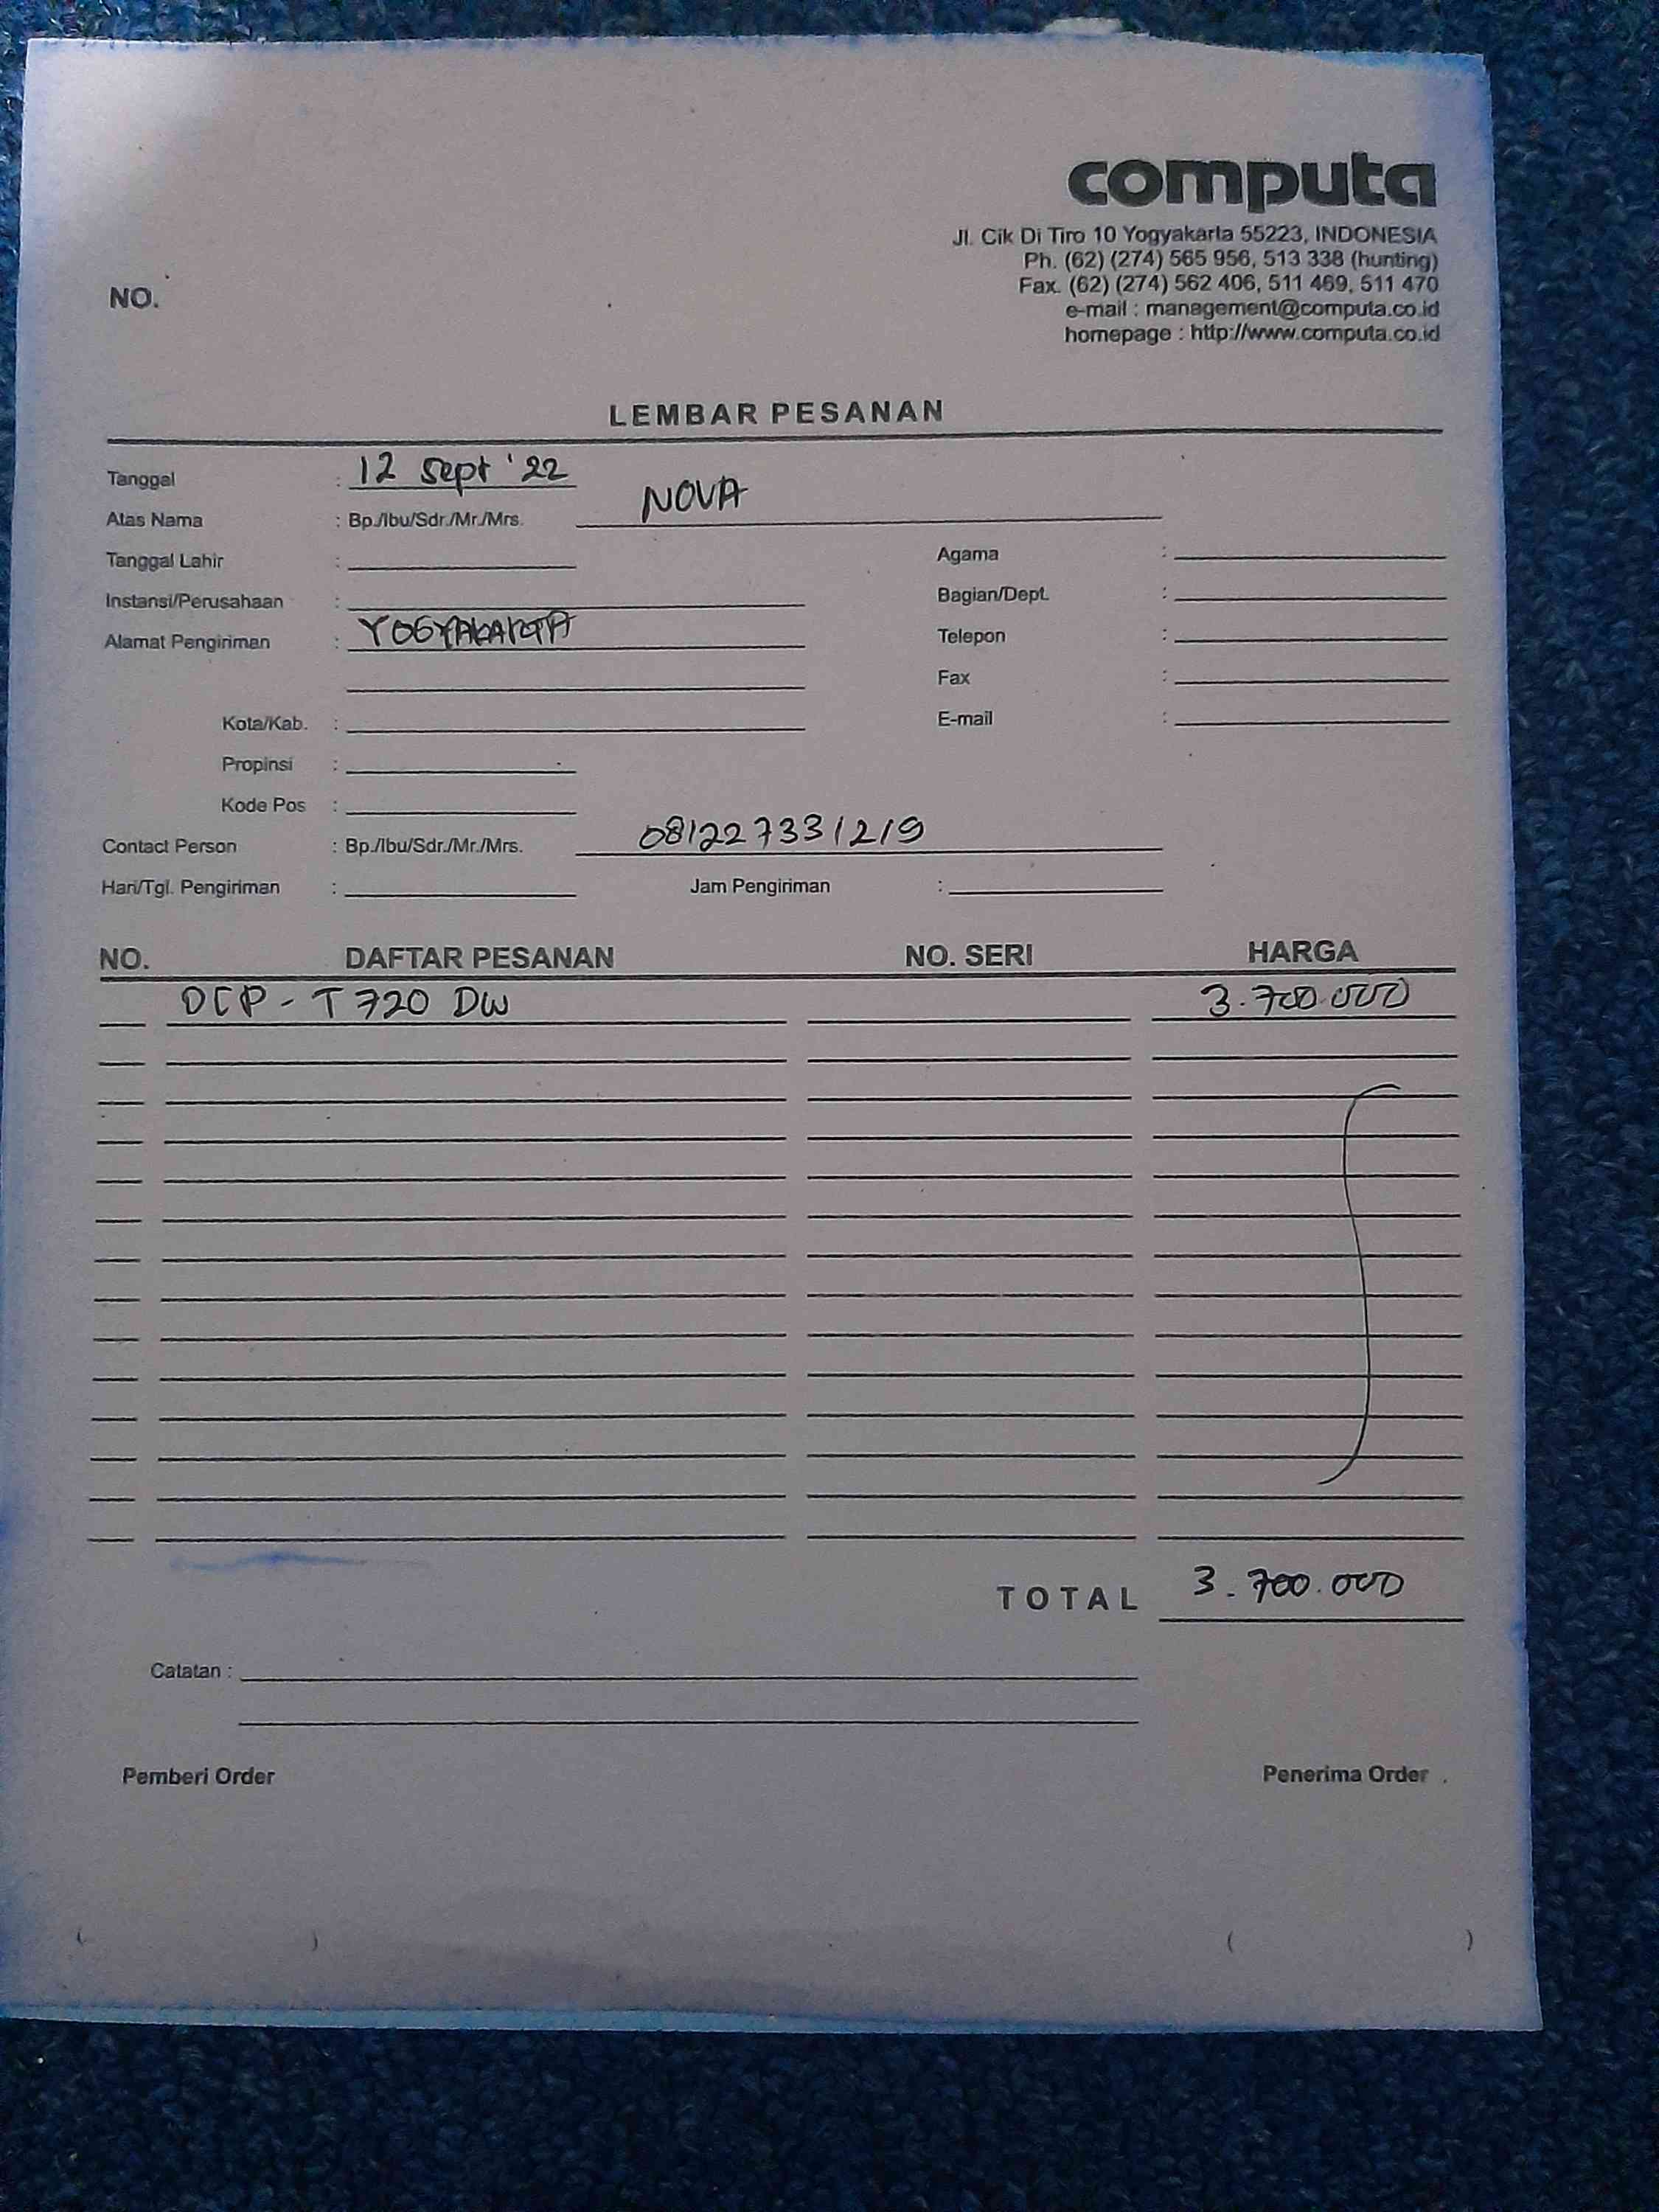 computa
Jl. Cik Di Tiro 10 Yogyakarta 55223, INDONESIA
Ph. (62) (274) 565 956, 513 338 (hunting)
Fax. (62) (274) 562 406, 511 469, 511 470
e-mail : management@computa.co.id
homepage : http://www.computa.co.id
NO.
LEMBAR PESANAN
Tanggal : 12 Sept '22
Atas Nama : Bp./Ibu/Sdr./Mr./Mrs. NOVA
Tanggal Lahir : Agama :
Instansi/Perusahaan : Bagian/Dept. :
Alamat Pengiriman : YOGYAKARTA Telepon :
Fax :
Kota/Kab. : E-mail :
Propinsi :
Kode Pos :
Contact Person : Bp./Ibu/Sdr./Mr./Mrs. 081227331219
Hari/Tgl. Pengiriman : Jam Pengiriman :
NO. DAFTAR PESANAN NO. SERI HARGA
DCP - T720 DW 3.700.000
TOTAL 3.700.000
Catatan :
Pemberi Order Penerima Order
( ) ( )